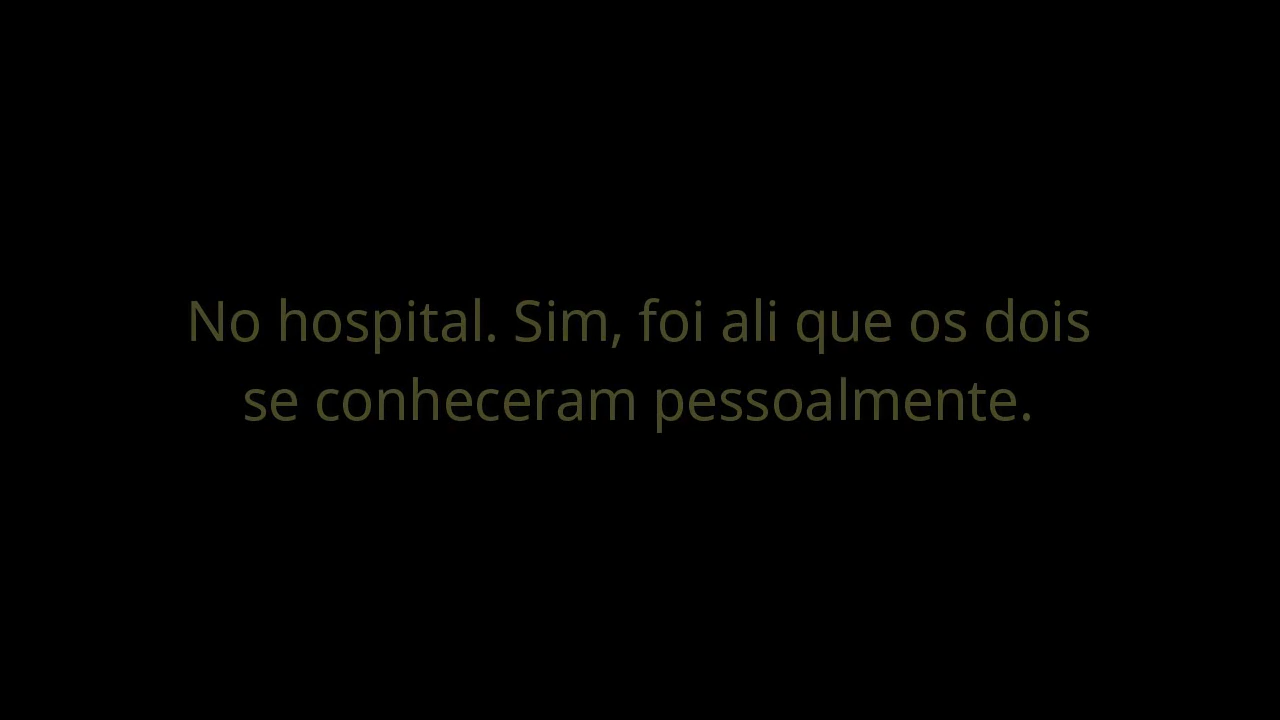 No hospital. Sim, foi ali que os dois
se conheceram pessoalmente.